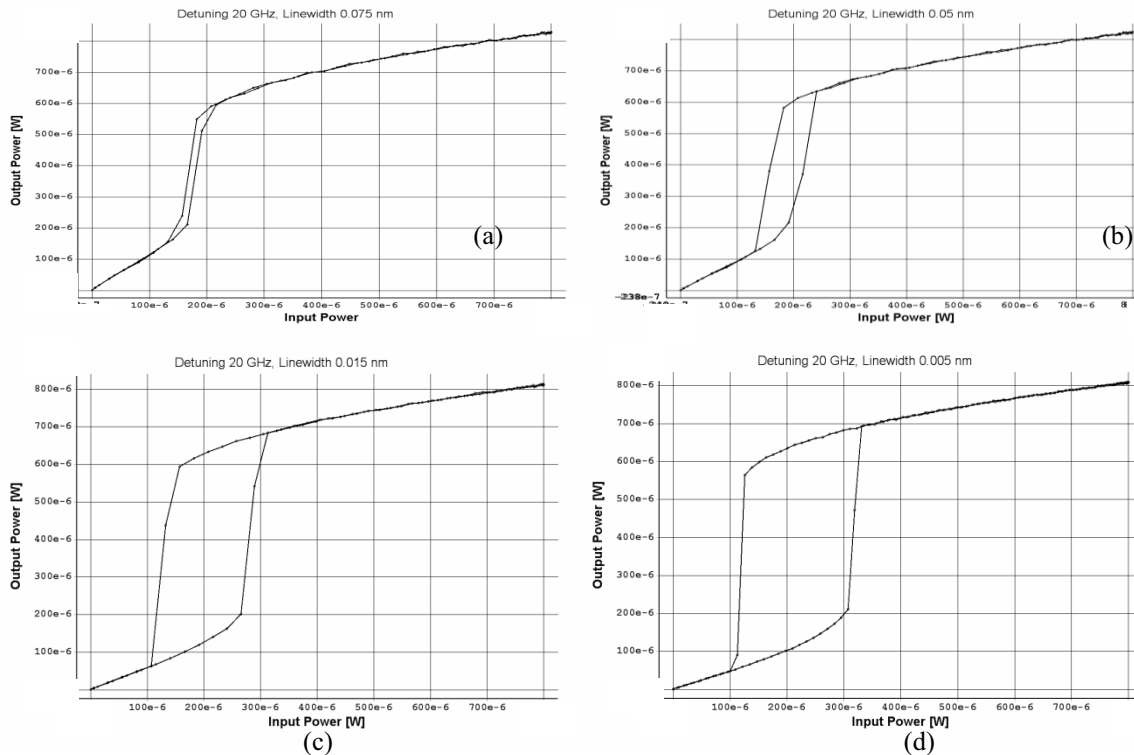 Detuning 20 GHz, Linewidth 0.075 nm
Output Power [W]
700e-6
600e-6
500e-6
400e-6
300e-6
200e-6
100e-6
(a)
100e-6 200e-6 300e-6 400e-6 500e-6 600e-6 700e-6
Input Power
Detuning 20 GHz, Linewidth 0.05 nm
Output Power [W]
700e-6
600e-6
500e-6
400e-6
300e-6
200e-6
100e-6
(b)
-238e-7
100e-6 200e-6 300e-6 400e-6 500e-6 600e-6 700e-6
Input Power [W]
Detuning 20 GHz, Linewidth 0.015 nm
Output Power [W]
800e-6
700e-6
600e-6
500e-6
400e-6
300e-6
200e-6
100e-6
100e-6 200e-6 300e-6 400e-6 500e-6 600e-6 700e-6
Input Power [W]
(c)
Detuning 20 GHz, Linewidth 0.005 nm
Output Power [W]
800e-6
700e-6
600e-6
500e-6
400e-6
300e-6
200e-6
100e-6
100e-6 200e-6 300e-6 400e-6 500e-6 600e-6 700e-6
Input Power [W]
(d)